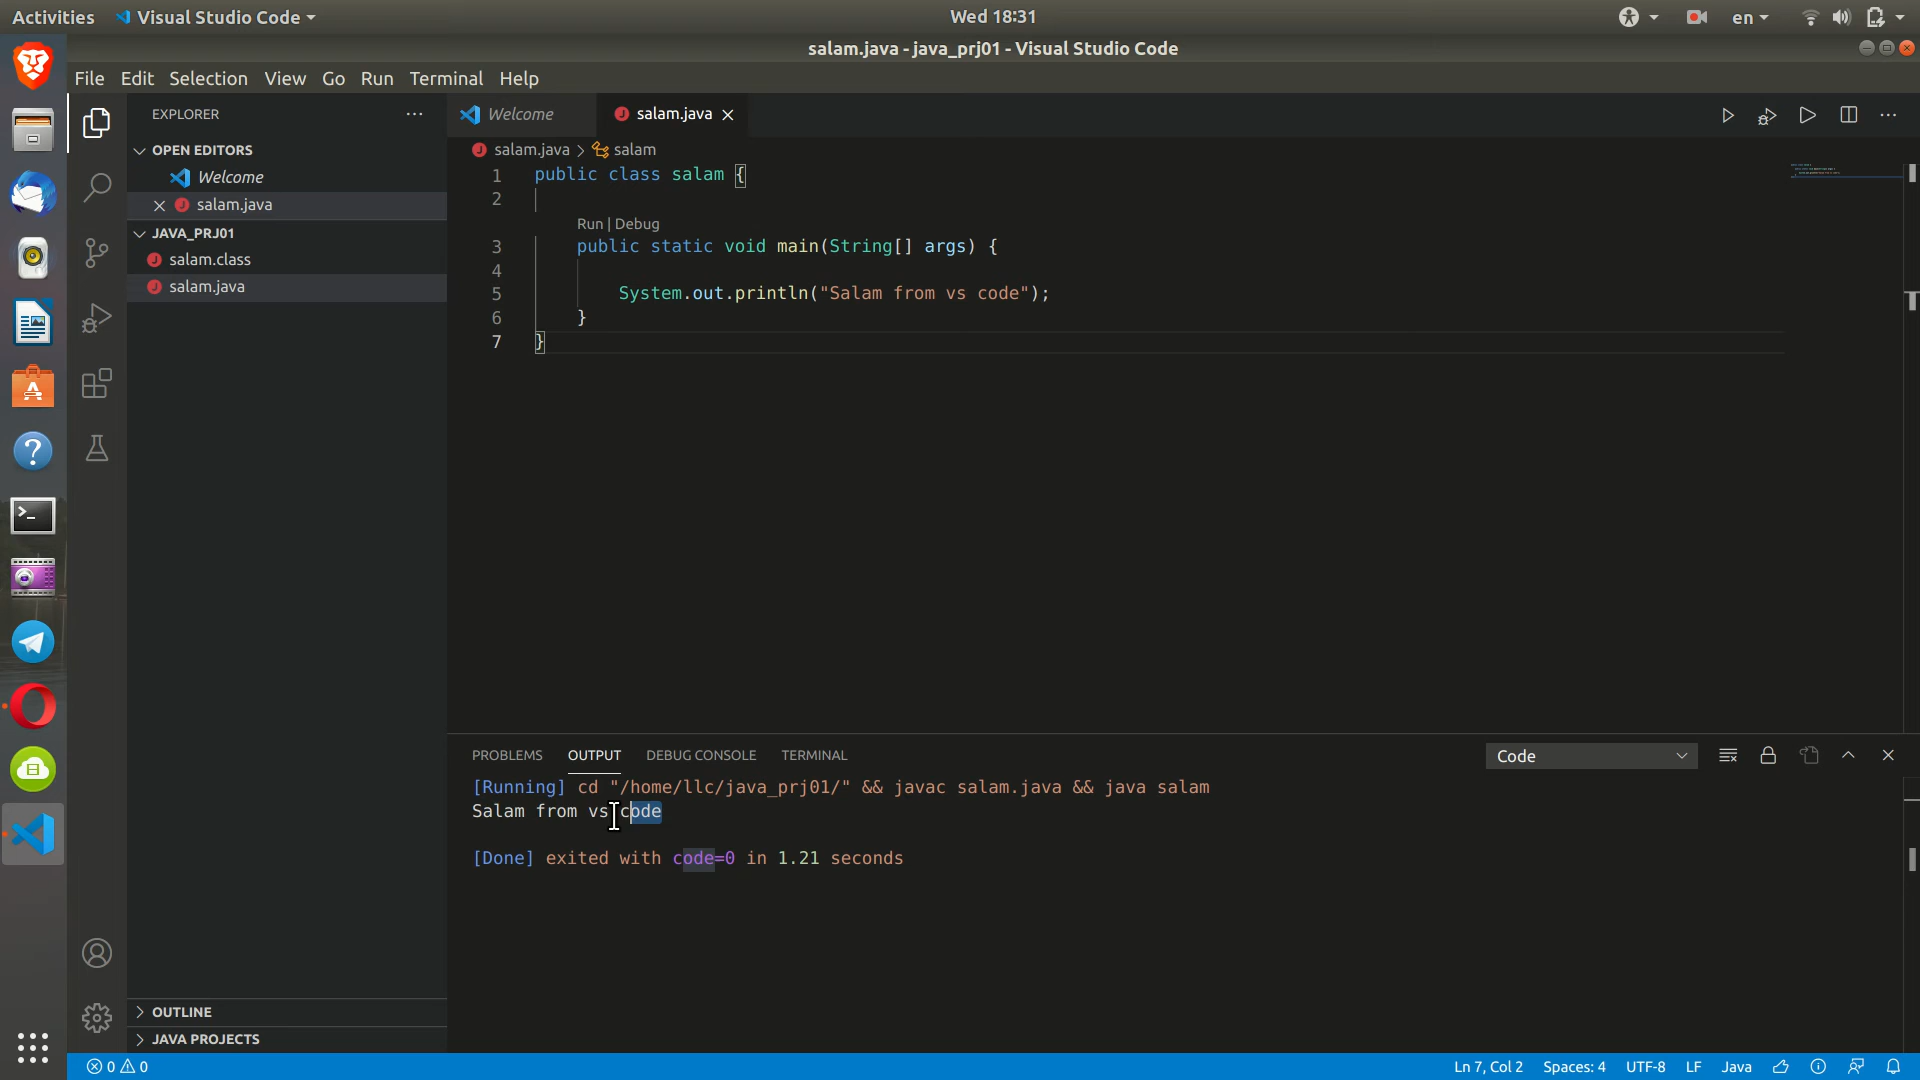 Activities Visual Studio Code Wed 18:31 en
salam.java - java_prj01 - Visual Studio Code
File Edit Selection View Go Run Terminal Help
EXPLORER ··· Welcome salam.java
OPEN EDITORS
Welcome
salam.java
JAVA_PRJ01
salam.class
salam.java
OUTLINE
JAVA PROJECTS
salam.java > salam
1 public class salam {
2
Run | Debug
3 public static void main(String[] args) {
4
5 System.out.println("Salam from vs code");
6 }
7 }
PROBLEMS OUTPUT DEBUG CONSOLE TERMINAL Code
[Running] cd "/home/llc/java_prj01/" && javac salam.java && java salam
Salam from vs code
[Done] exited with code=0 in 1.21 seconds
0 0 Ln 7, Col 2 Spaces: 4 UTF-8 LF Java